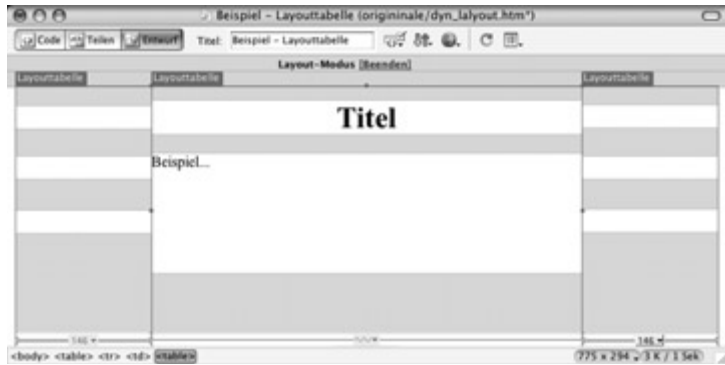 Beispiel – Layouttabelle (origininale/dyn_lalyout.htm*)
Code Teilen Entwurf Titel: Beispiel – Layouttabelle
Layout-Modus [Beenden]
Layouttabelle Layouttabelle Layouttabelle
Titel
Beispiel...
146 146
<body> <table> <tr> <td> <table> 775 x 294 3 K / 1 Sek